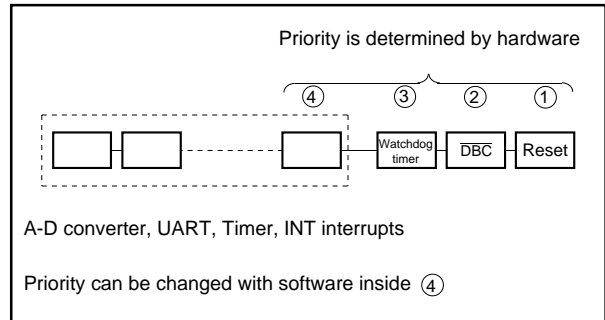 Priority is determined by hardware
④ ③ ② ①
Watchdog
timer
D̅B̅C̅
Reset
A-D converter, UART, Timer, INT interrupts
Priority can be changed with software inside ④